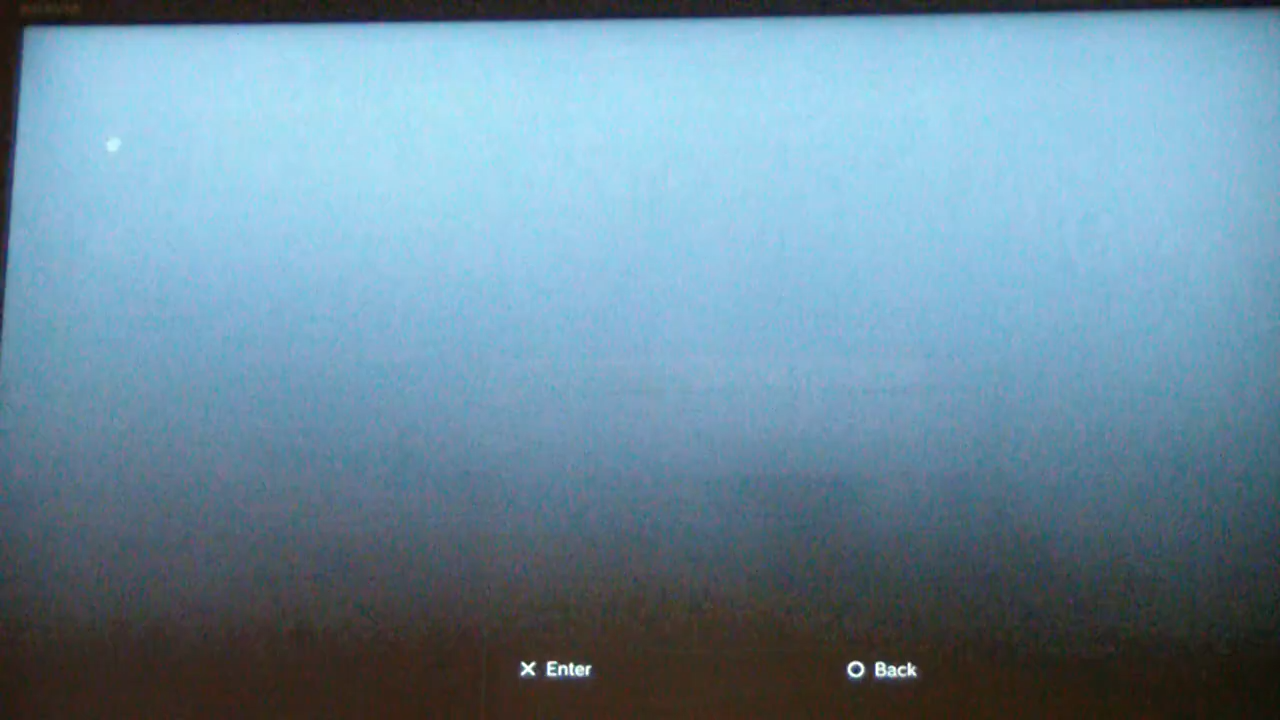 ✕ Enter
○ Back